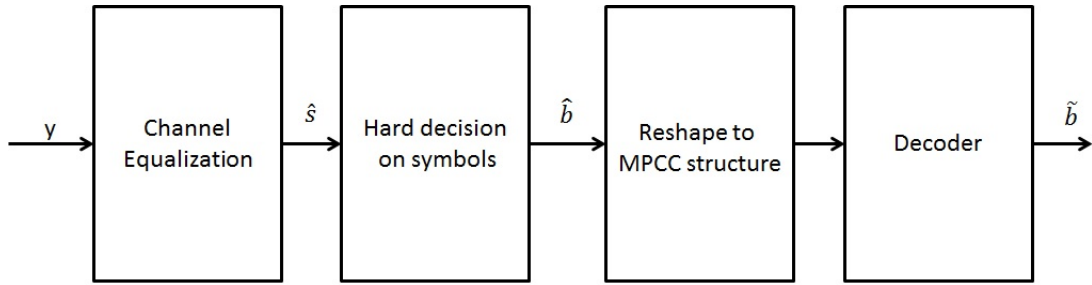 y
Channel
Equalization
ŝ
Hard decision
on symbols
b̂
Reshape to
MPCC structure
Decoder
b̃